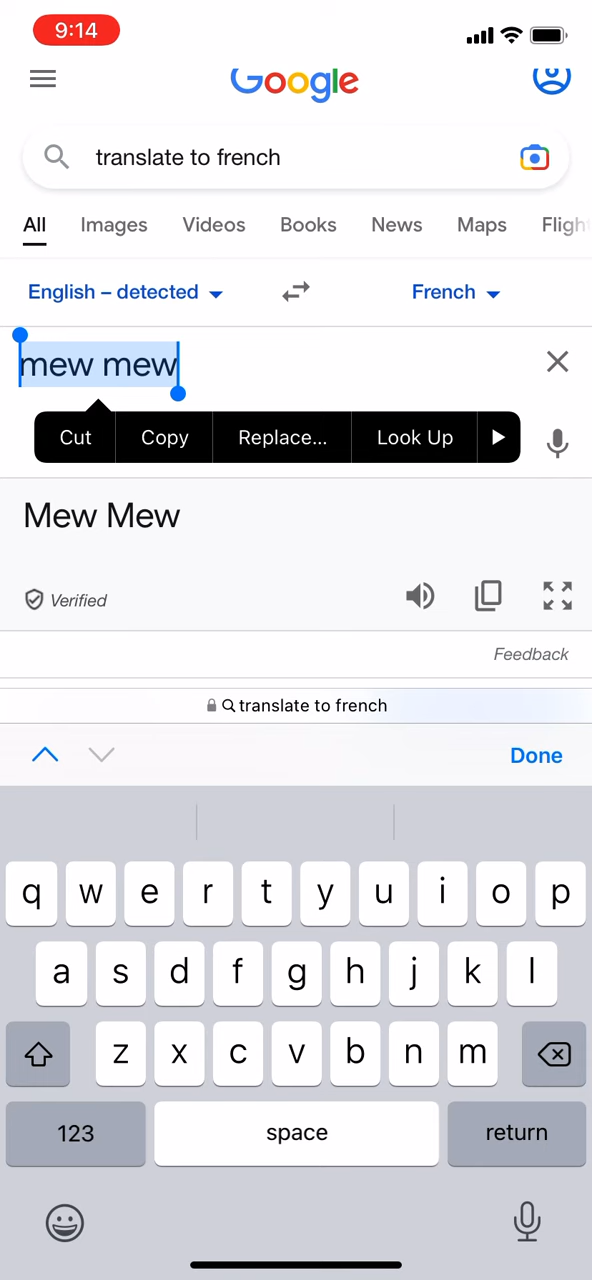 9:14
Google
translate to french
All Images Videos Books News Maps Fligh
English – detected French
mew mew
Cut Copy Replace... Look Up
Mew Mew
Verified
Feedback
translate to french
Done
q w e r t y u i o p
a s d f g h j k l
z x c v b n m
123 space return